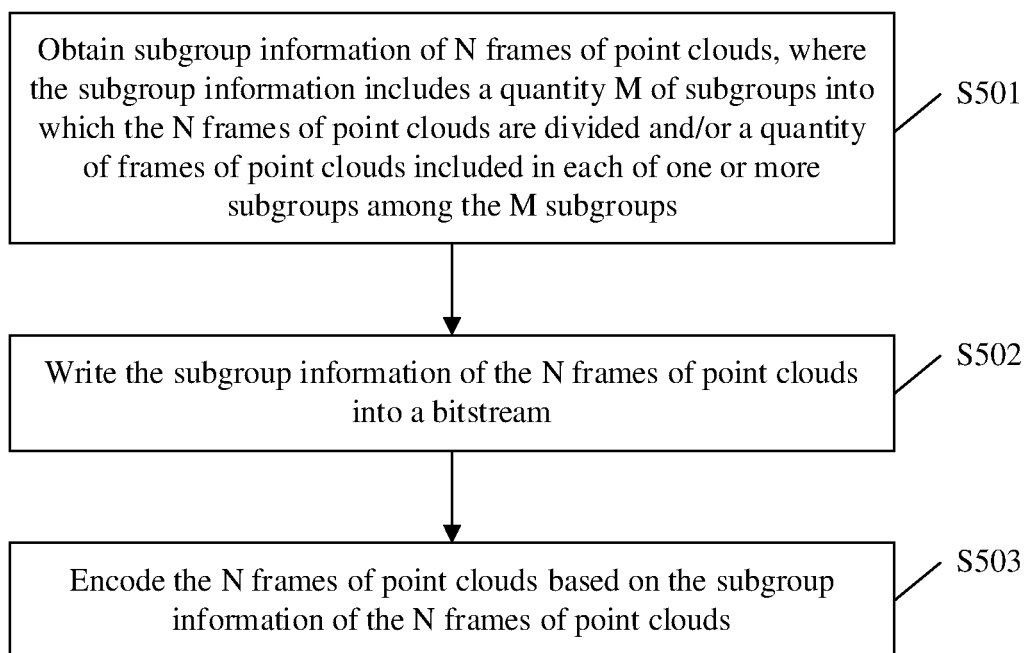 Obtain subgroup information of N frames of point clouds, where
the subgroup information includes a quantity M of subgroups into
which the N frames of point clouds are divided and/or a quantity
of frames of point clouds included in each of one or more
subgroups among the M subgroups
S501
Write the subgroup information of the N frames of point clouds
into a bitstream
S502
Encode the N frames of point clouds based on the subgroup
information of the N frames of point clouds
S503